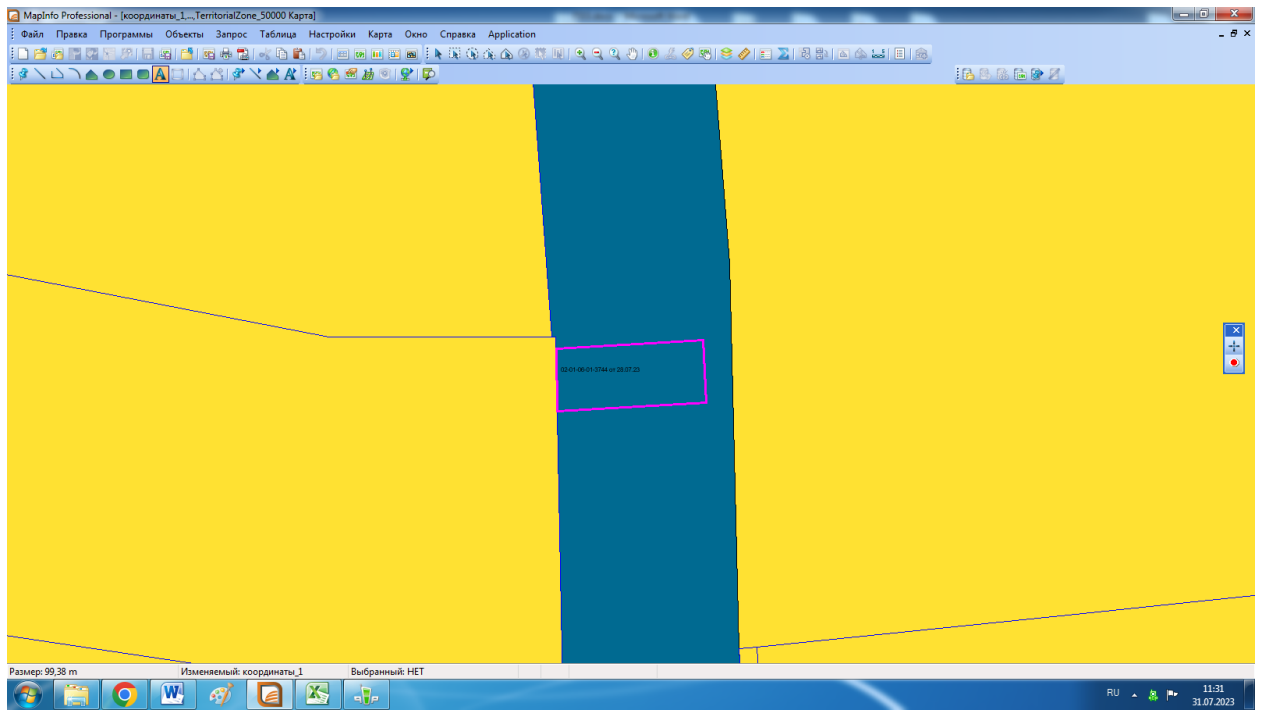 MapInfo Professional - [координаты_1,...,TerritorialZone_50000 Карта]
Файл Правка Программы Объекты Запрос Таблица Настройки Карта Окно Справка Application
02-01-06-01-3744 от 28.07.23
Размер: 99,38 m Изменяемый: координаты_1 Выбранный: НЕТ
RU 11:31
31.07.2023